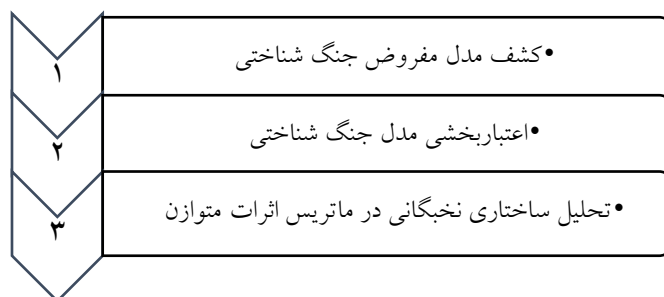 ۱
•کشف مدل مفروض جنگ شناختی
۲
•اعتباربخشی مدل جنگ شناختی
۳
•تحلیل ساختاری نخبگانی در ماتریس اثرات متوازن